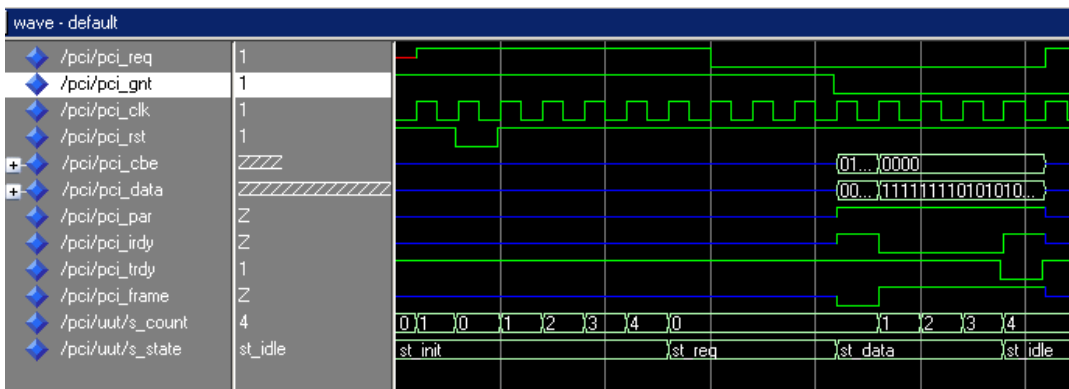 wave - default
/pci/pci_req 1
/pci/pci_gnt 1
/pci/pci_clk 1
/pci/pci_rst 1
/pci/pci_cbe ZZZZ 01... 0000
/pci/pci_data ZZZZZZZZZZZZZZZ 00... 111111110101010...
/pci/pci_par Z
/pci/pci_irdy Z
/pci/pci_trdy 1
/pci/pci_frame Z
/pci/uut/s_count 4 0 1 0 1 2 3 4 0 1 2 3 4
/pci/uut/s_state st_idle st_init st_req st_data st_idle